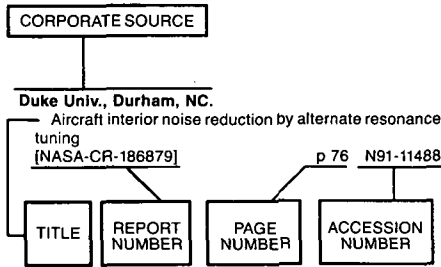 CORPORATE SOURCE
Duke Univ., Durham, NC.
Aircraft interior noise reduction by alternate resonance
tuning
[NASA-CR-186879] p 76 N91-11488
TITLE REPORT NUMBER PAGE NUMBER ACCESSION NUMBER